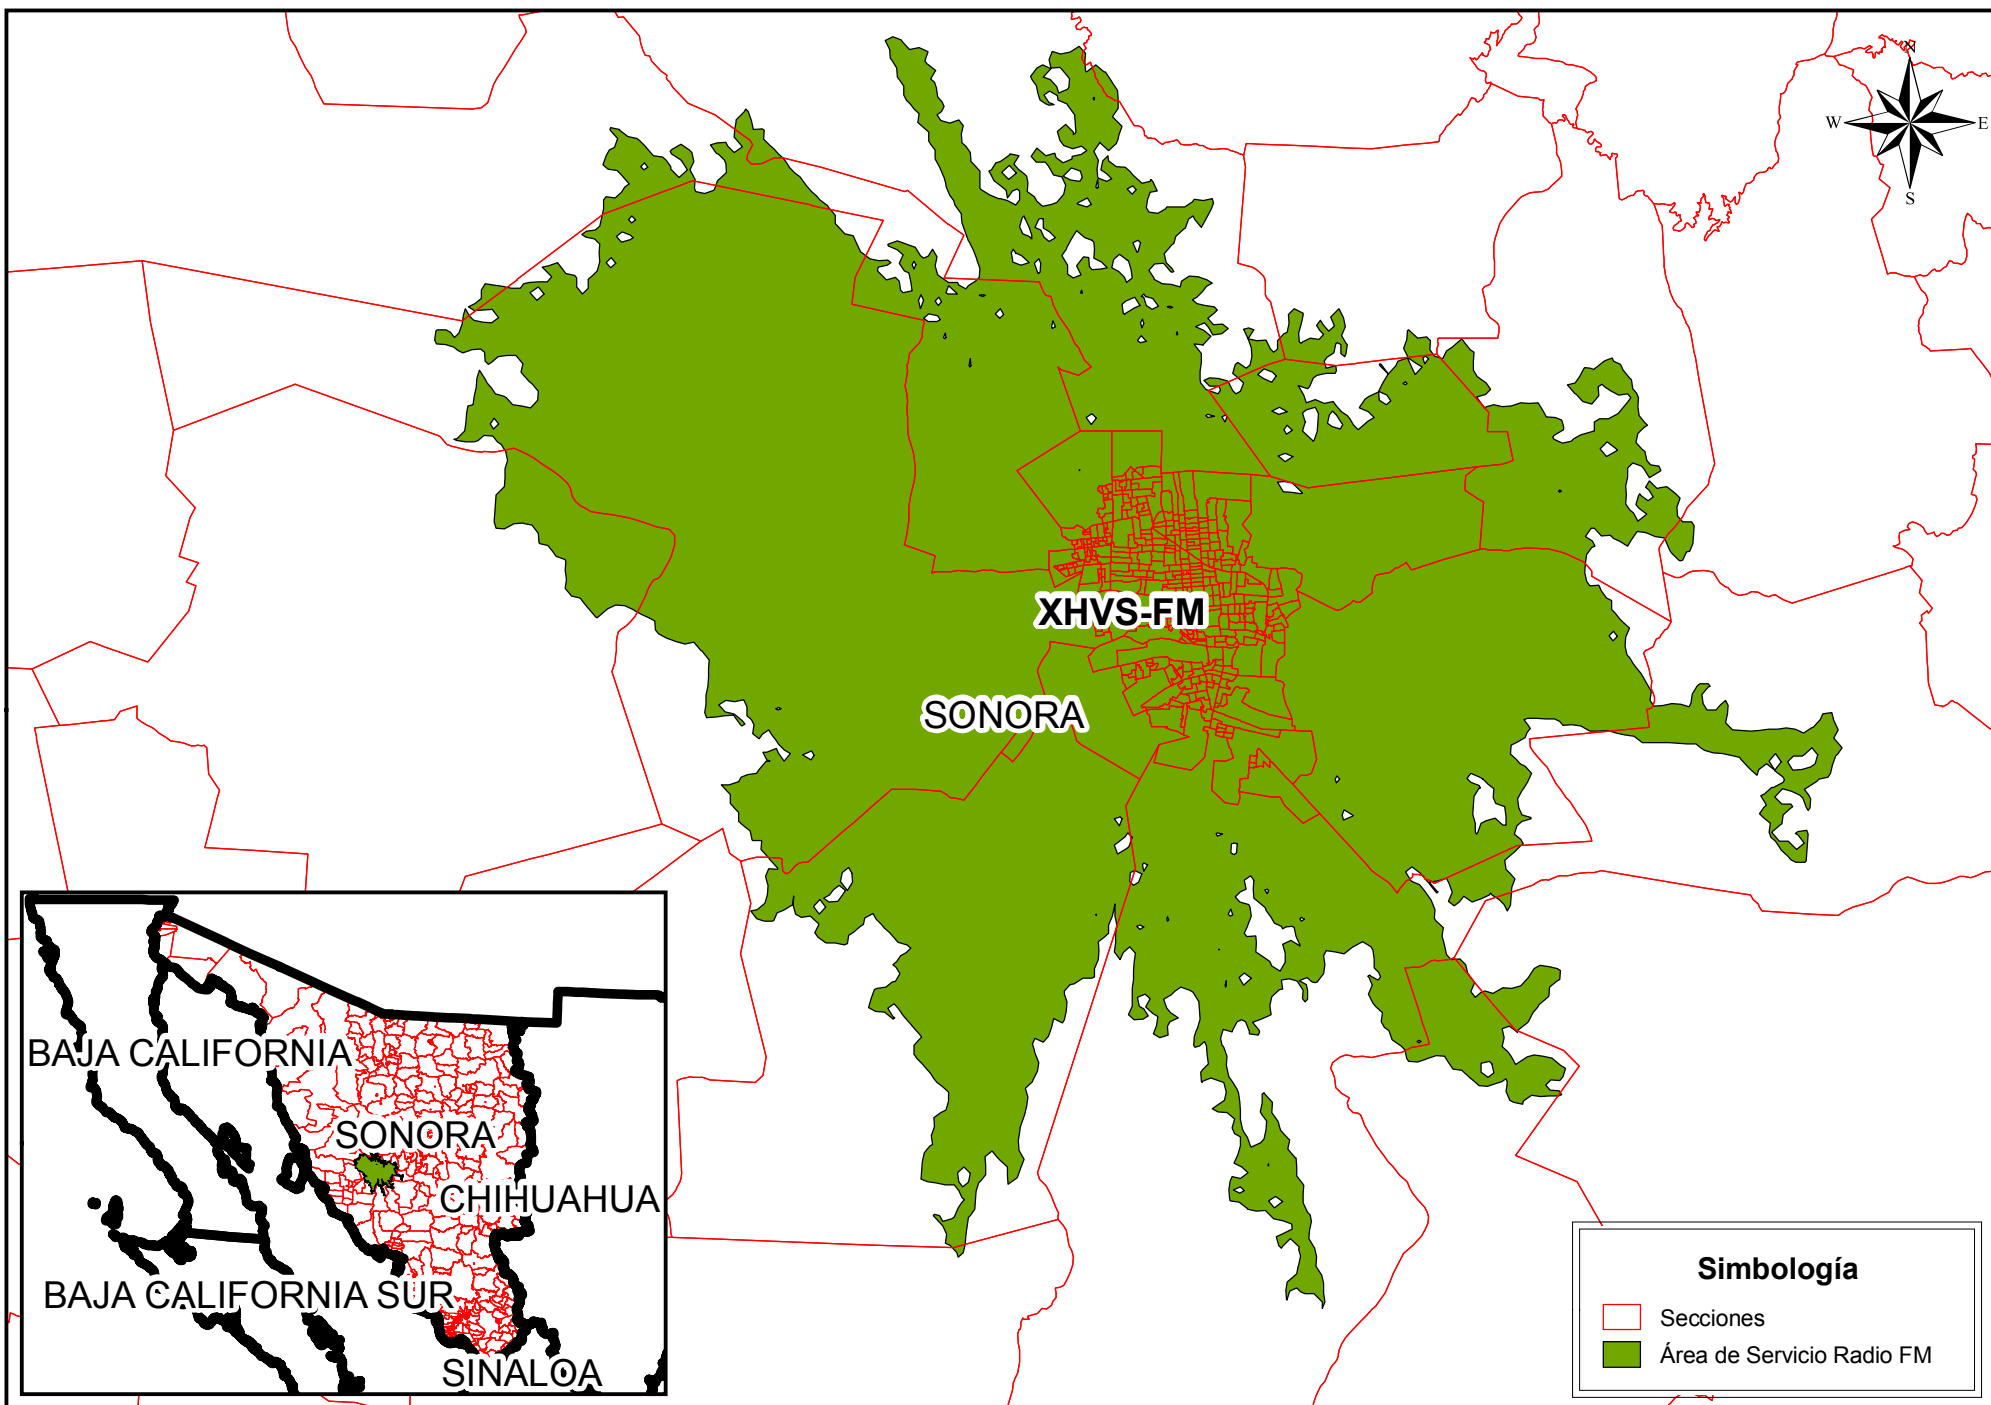 N
W
E
S
XHVS-FM
SONORA
BAJA CALIFORNIA
SONORA
CHIHUAHUA
BAJA CALIFORNIA SUR
SINALOA
Simbología
Secciones
Área de Servicio Radio FM